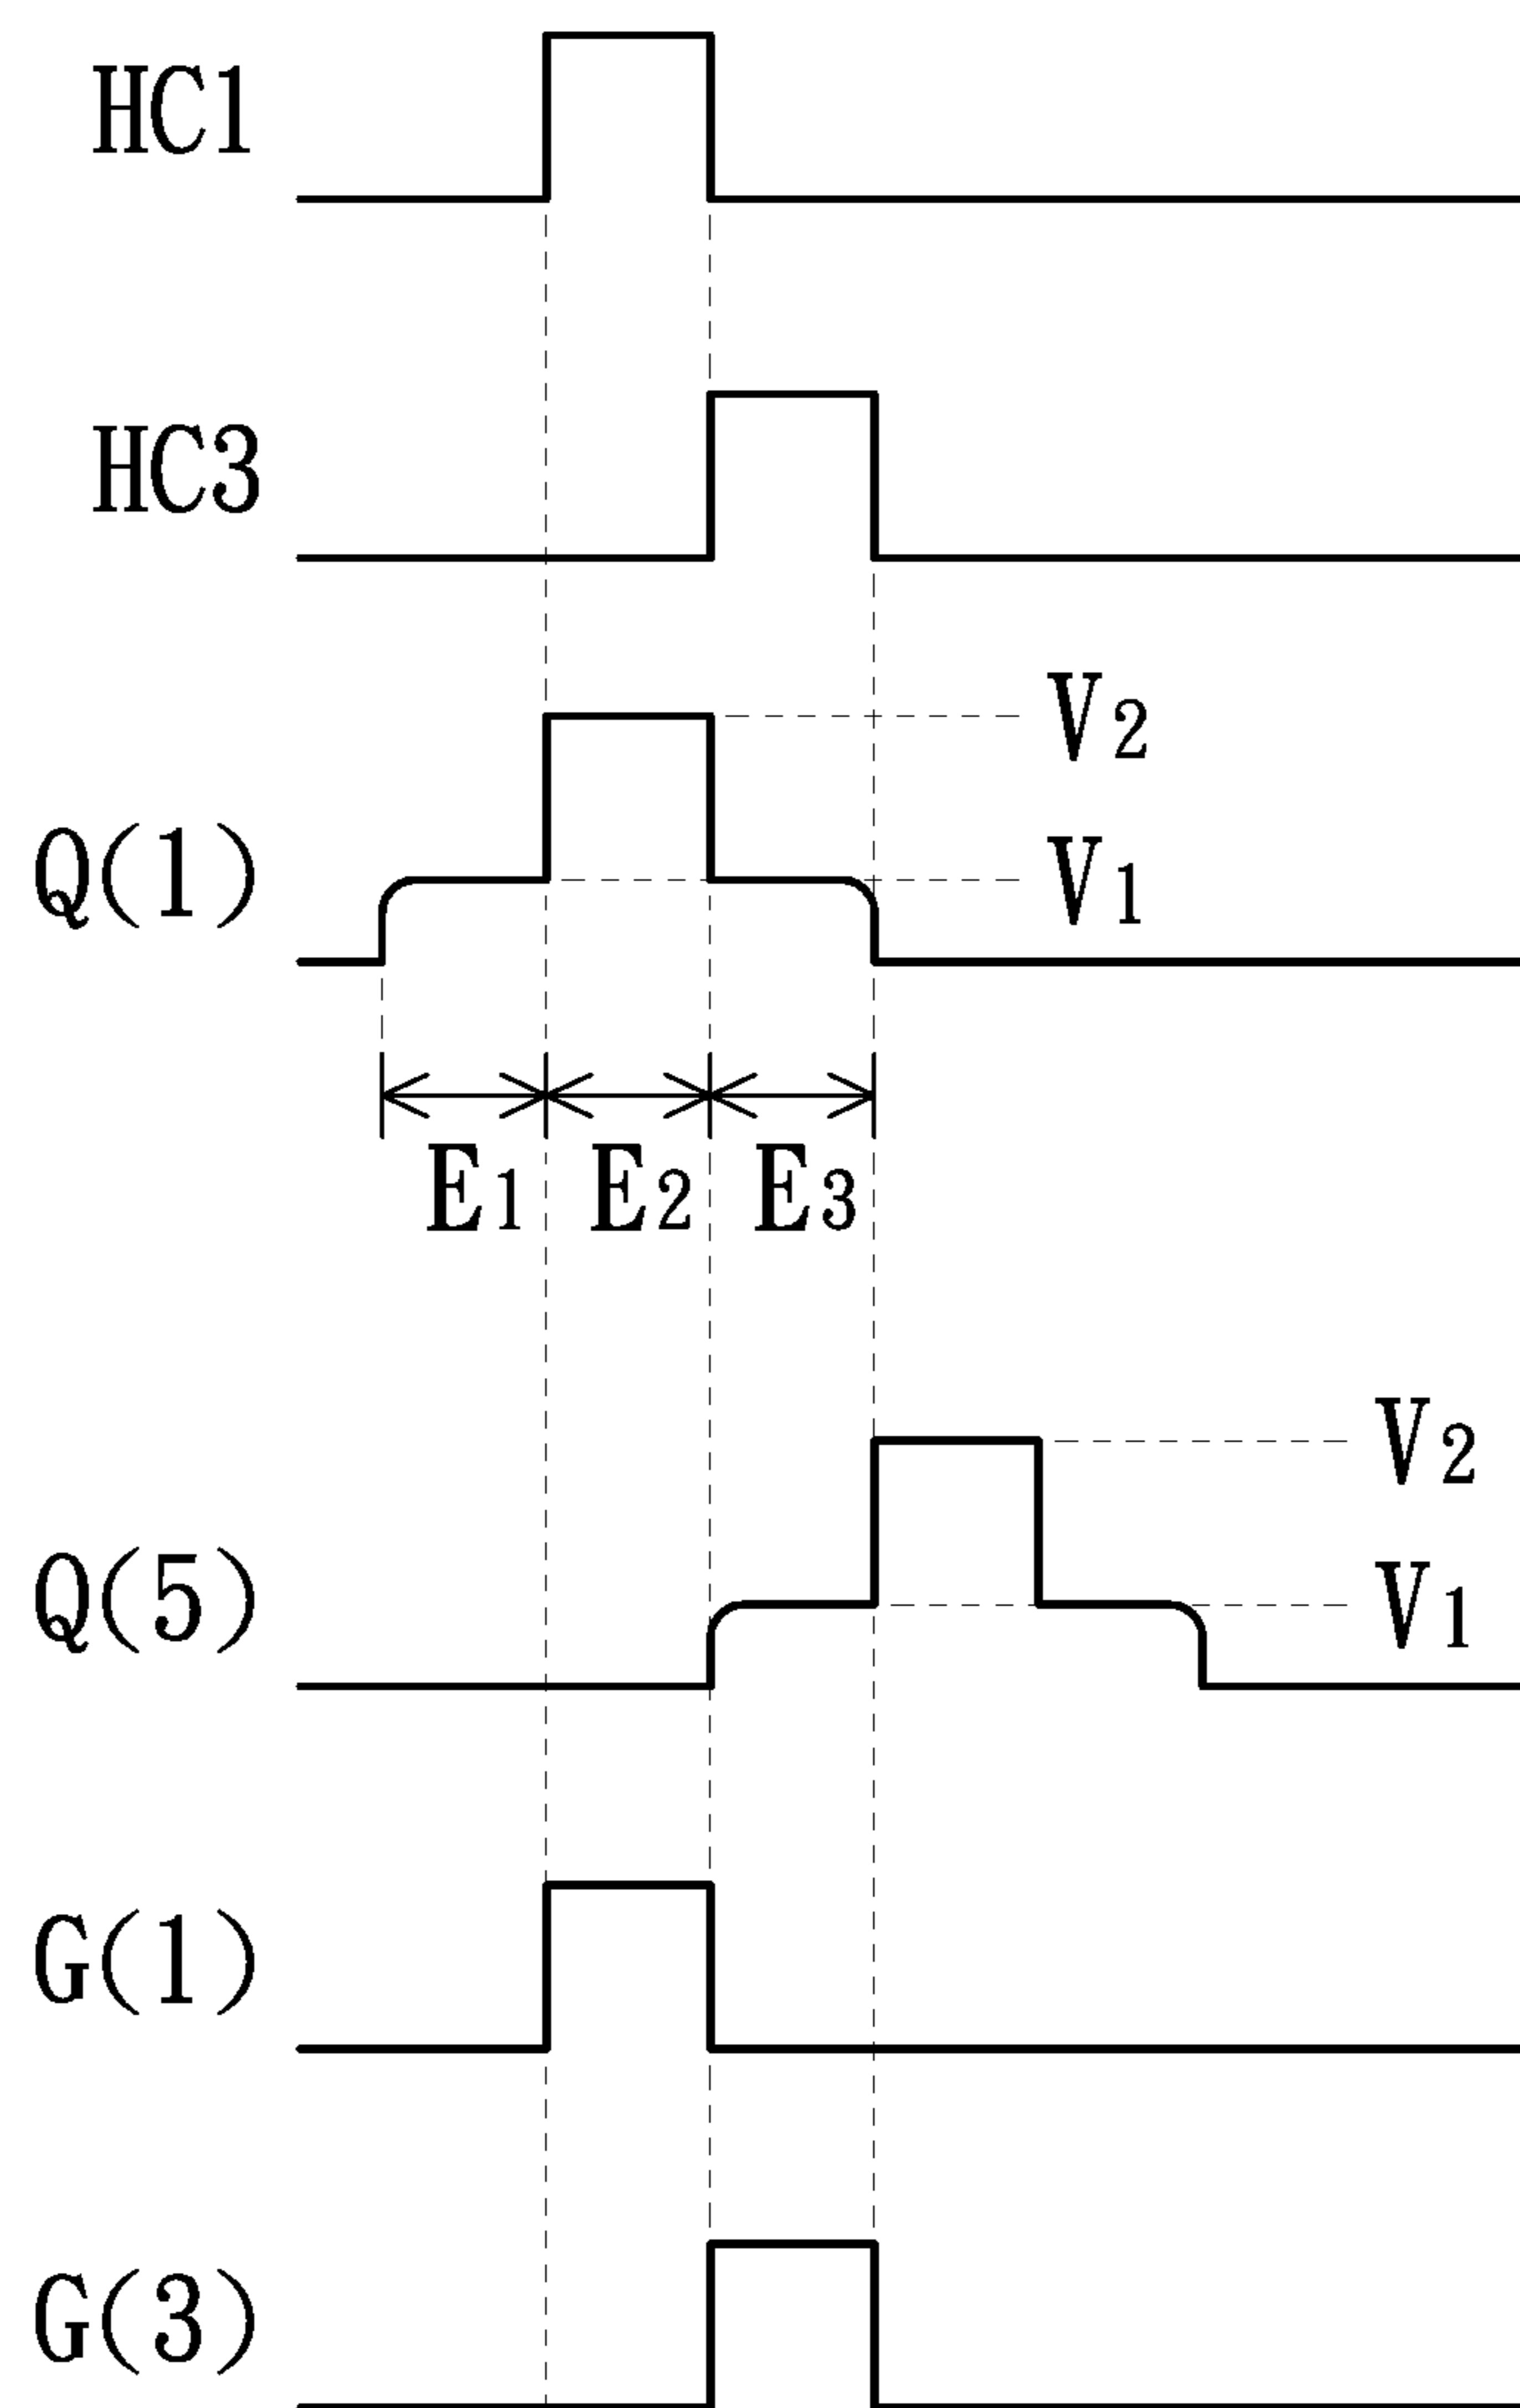 HC1
HC3
V2
Q(1)
V1
E1 E2 E3
V2
Q(5)
V1
G(1)
G(3)